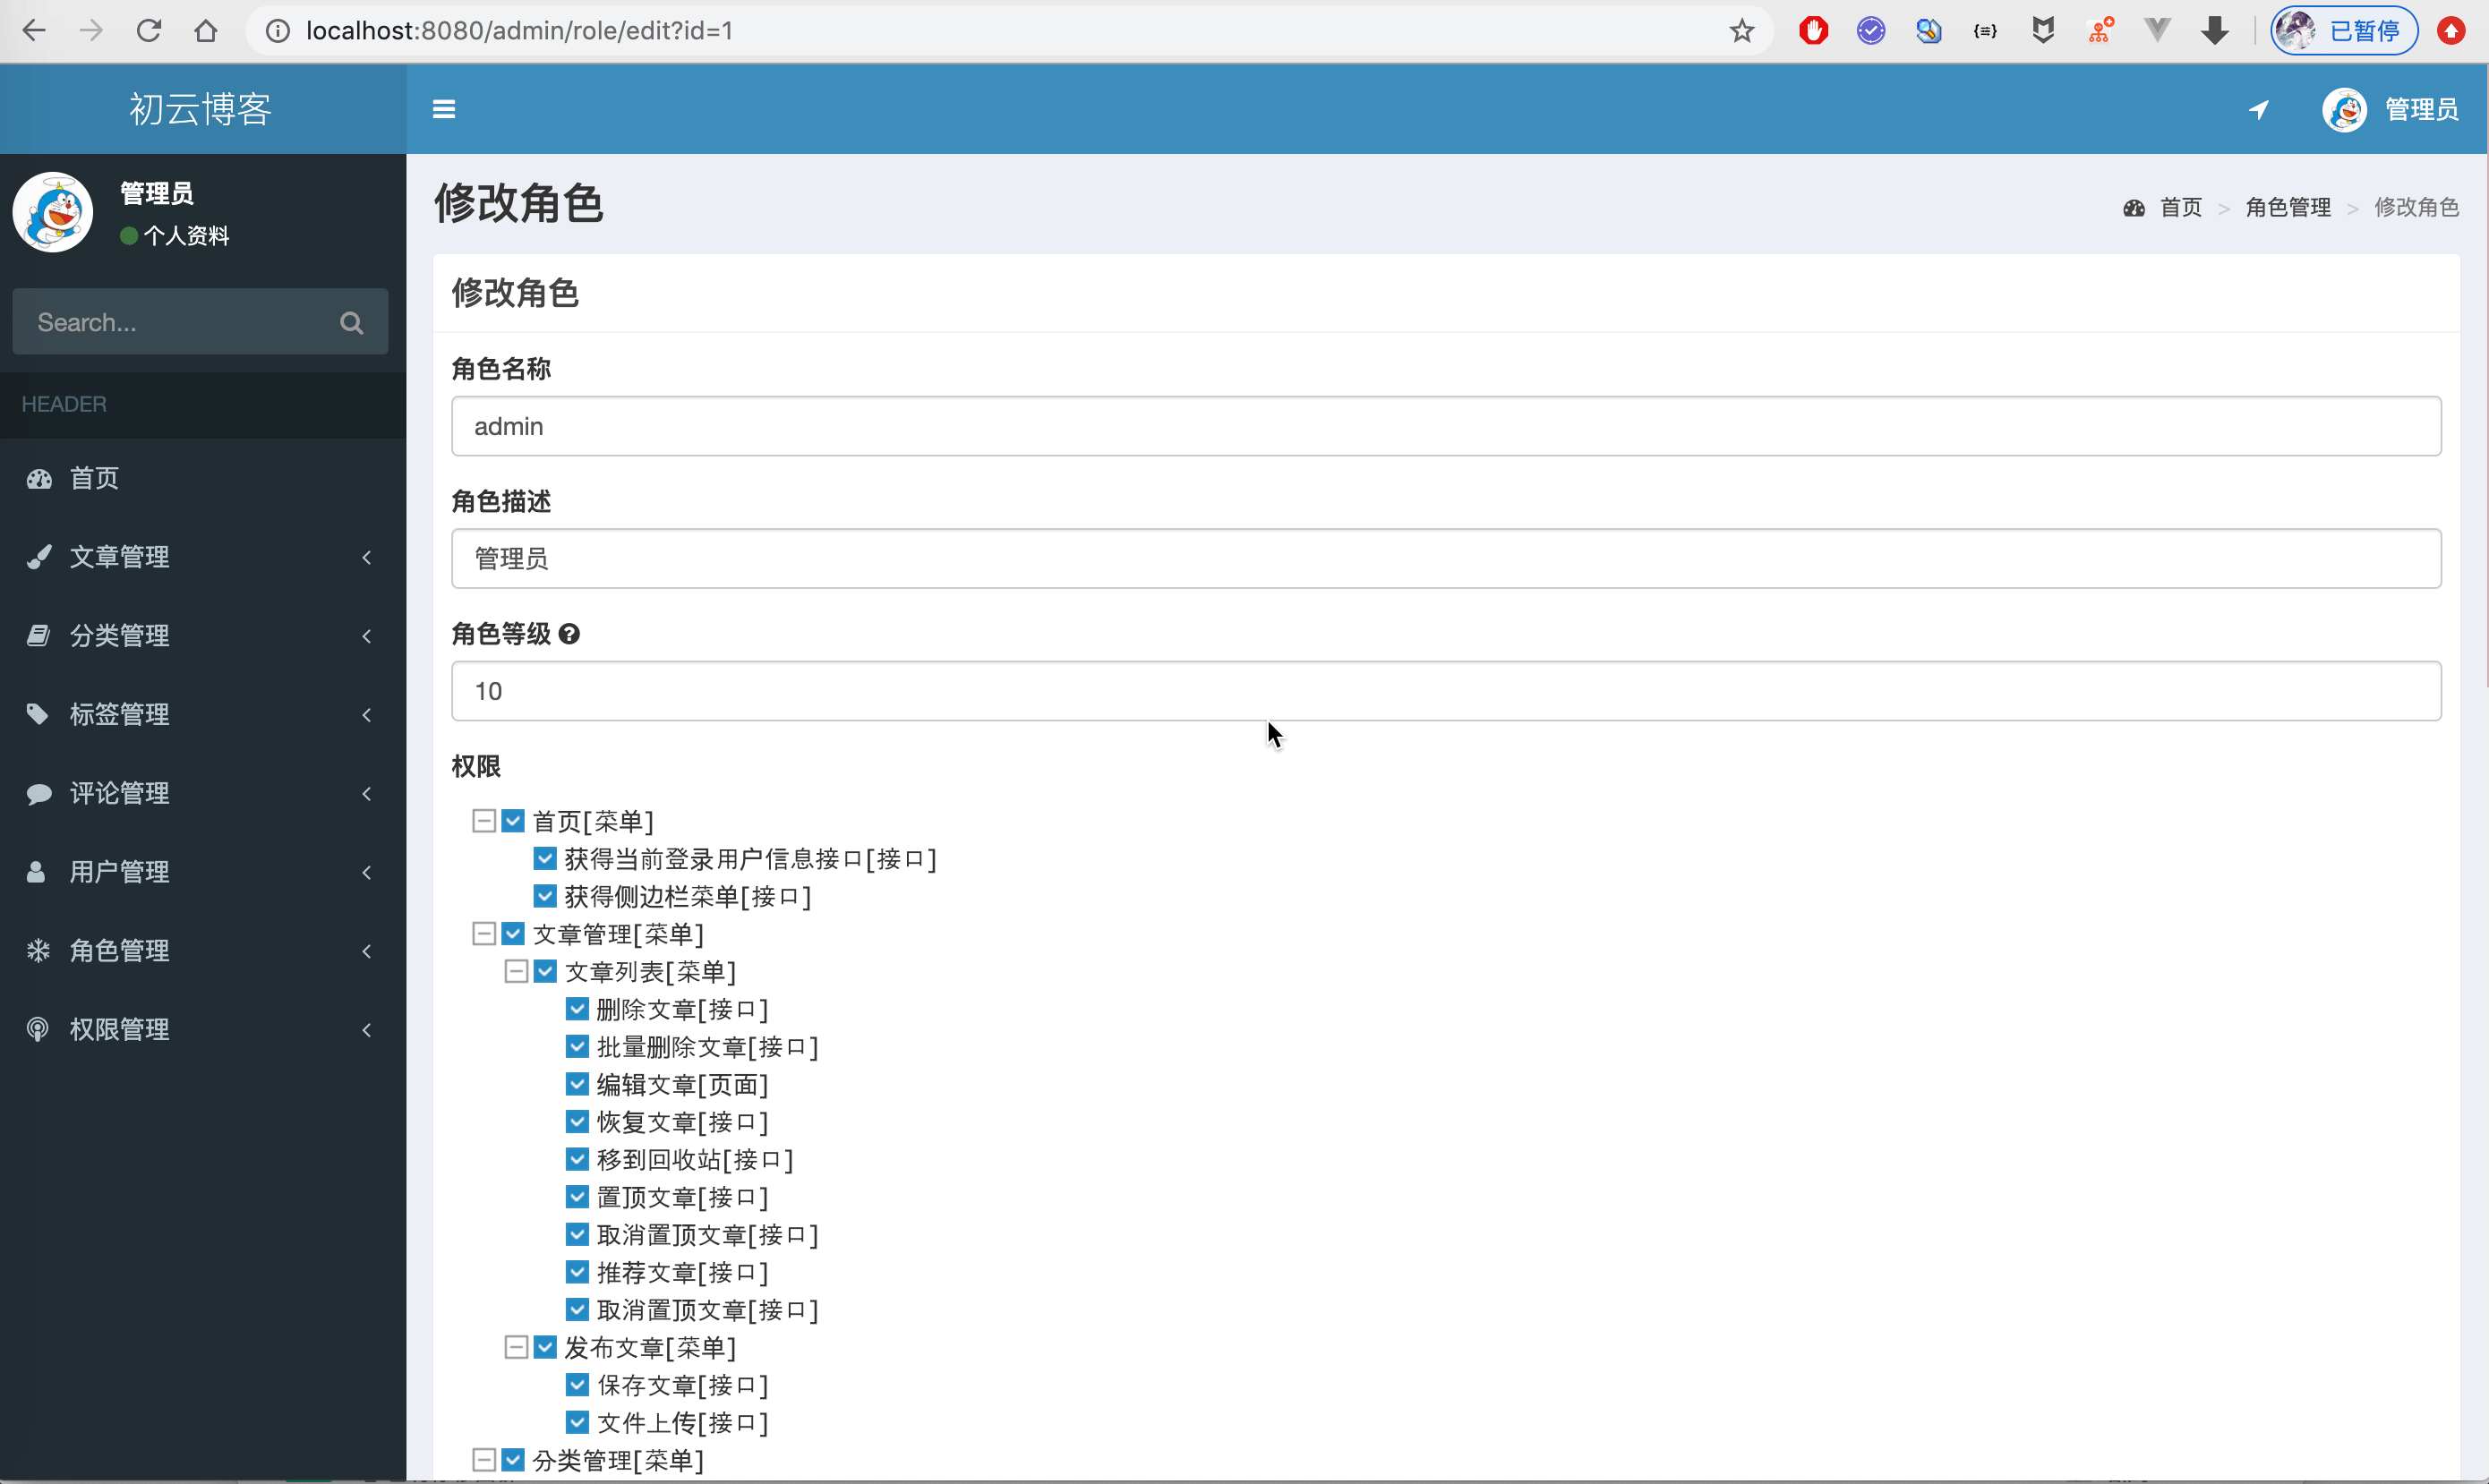 localhost:8080/admin/role/edit?id=1
已暂停
初云博客
管理员
管理员
个人资料
Search...
HEADER
首页
文章管理
分类管理
标签管理
评论管理
用户管理
角色管理
权限管理
修改角色
首页 > 角色管理 > 修改角色
修改角色
角色名称
admin
角色描述
管理员
角色等级
10
权限
首页[菜单]
获得当前登录用户信息接口[接口]
获得侧边栏菜单[接口]
文章管理[菜单]
文章列表[菜单]
删除文章[接口]
批量删除文章[接口]
编辑文章[页面]
恢复文章[接口]
移到回收站[接口]
置顶文章[接口]
取消置顶文章[接口]
推荐文章[接口]
取消置顶文章[接口]
发布文章[菜单]
保存文章[接口]
文件上传[接口]
分类管理[菜单]